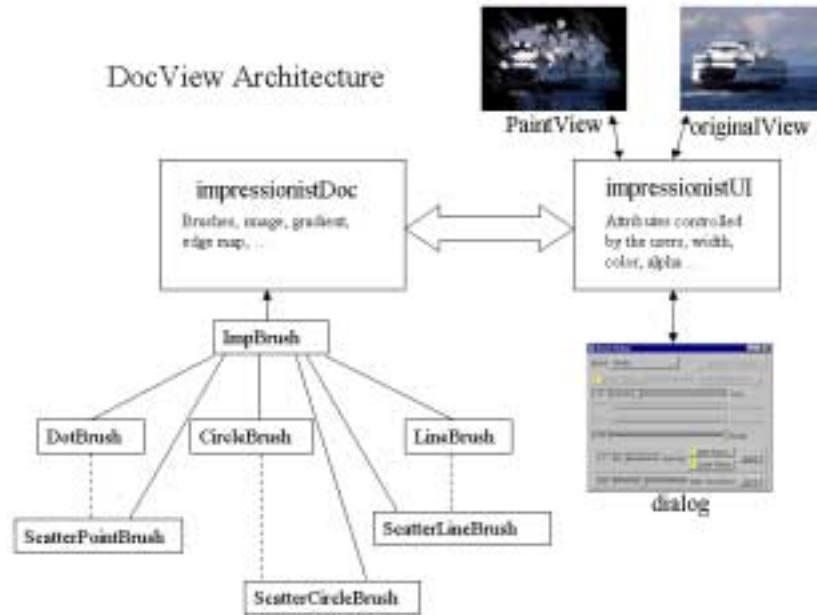 DocView Architecture
PaintView
originalView
impressionistDoc
Brushes, image, gradient,
edge map, ...
impressionistUI
Attributes controlled
by the users, width,
color, alpha ...
ImpBrush
DotBrush
CircleBrush
LineBrush
ScatterPointBrush
ScatterLineBrush
ScatterCircleBrush
dialog